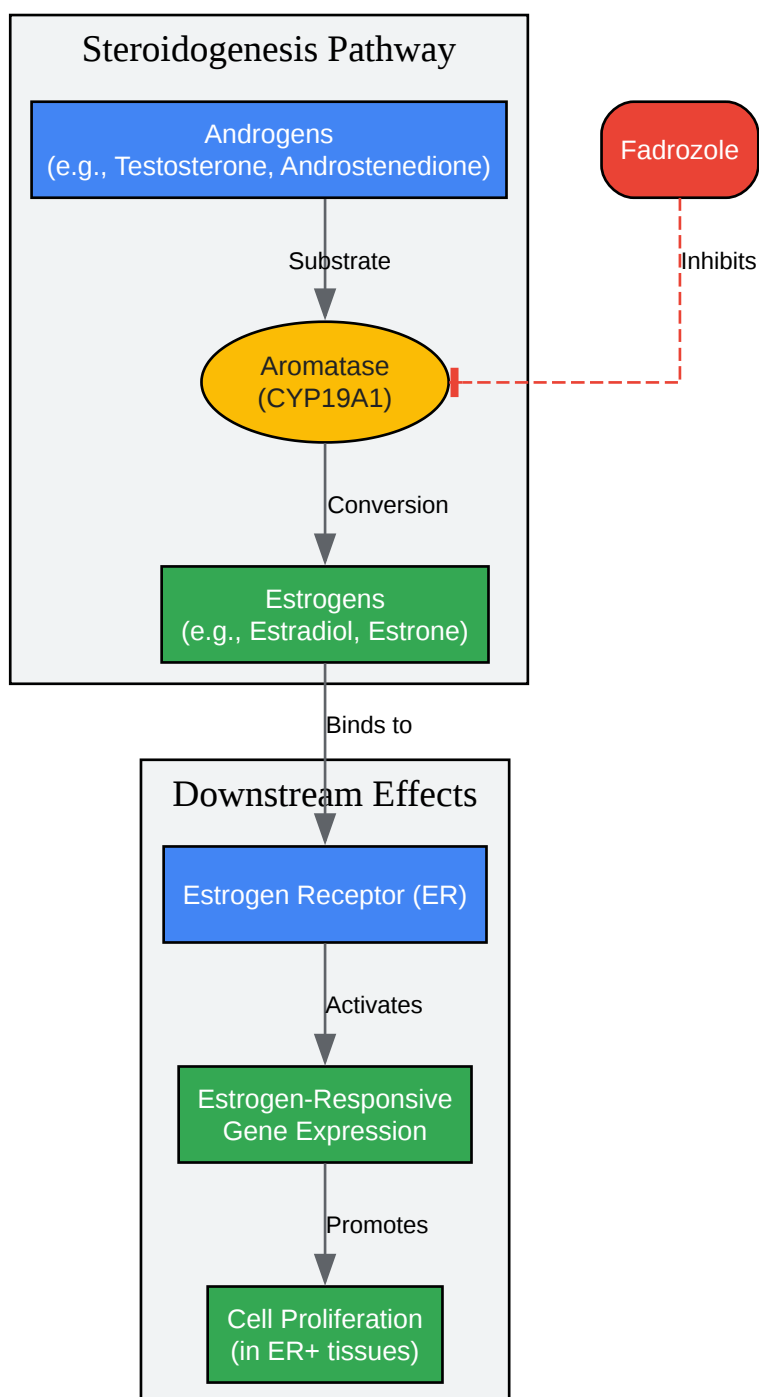 Steroidogenesis Pathway
Androgens
(e.g., Testosterone, Androstenedione)
Fadrozole
Substrate
Inhibits
Aromatase
(CYP19A1)
Conversion
Estrogens
(e.g., Estradiol, Estrone)
Binds to
Downstream Effects
Estrogen Receptor (ER)
Activates
Estrogen-Responsive
Gene Expression
Promotes
Cell Proliferation
(in ER+ tissues)